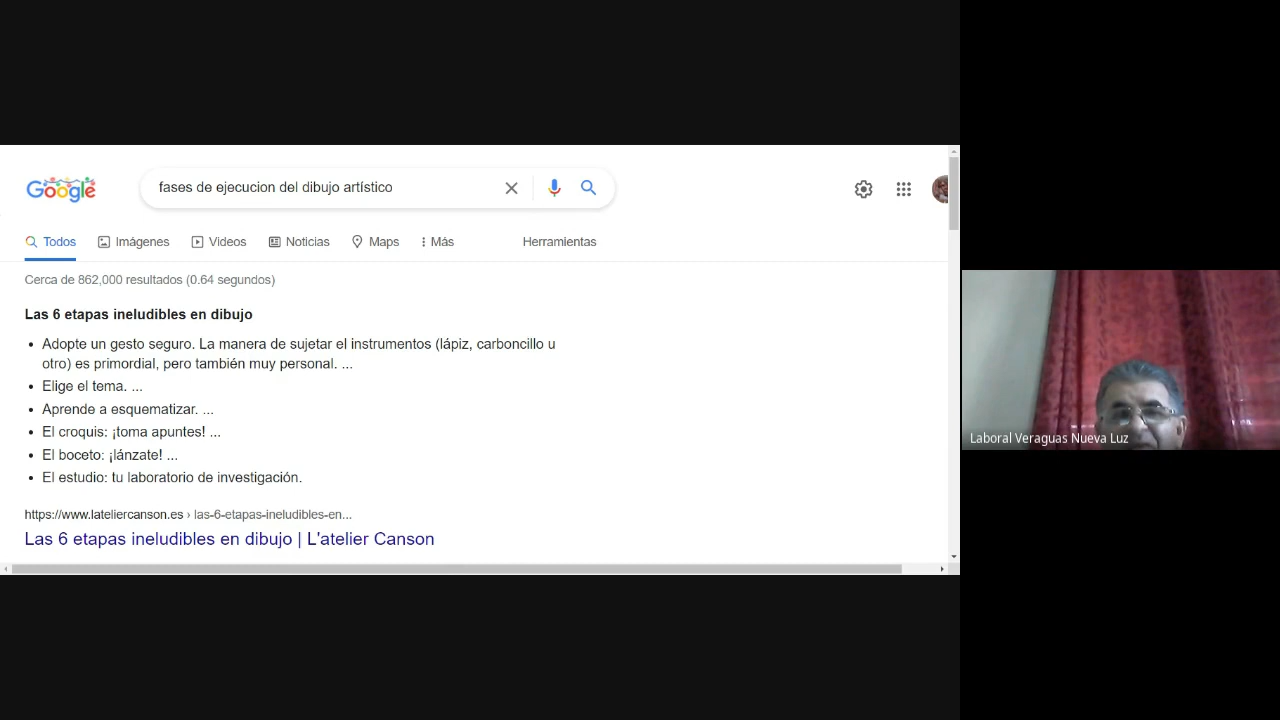 Google
fases de ejecucion del dibujo artístico
Todos
Imágenes
Videos
Noticias
Maps
Más
Herramientas
Cerca de 862,000 resultados (0.64 segundos)
Las 6 etapas ineludibles en dibujo
Adopte un gesto seguro. La manera de sujetar el instrumentos (lápiz, carboncillo u
otro) es primordial, pero también muy personal. ...
Elige el tema. ...
Aprende a esquematizar. ...
El croquis: ¡toma apuntes! ...
El boceto: ¡lánzate! ...
El estudio: tu laboratorio de investigación.
https://www.lateliercanson.es › las-6-etapas-ineludibles-en...
Las 6 etapas ineludibles en dibujo | L'atelier Canson
Laboral Veraguas Nueva Luz